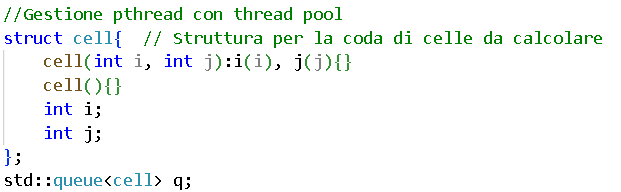 //Gestione pthread con thread pool
struct cell{  // Struttura per la coda di celle da calcolare
    cell(int i, int j):i(i), j(j){}
    cell(){}
    int i;
    int j;
};
std::queue<cell> q;